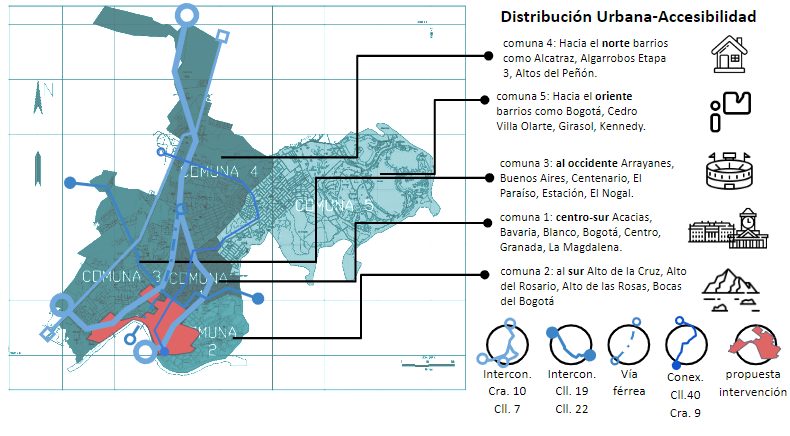 Distribución Urbana-Accesibilidad
comuna 4: Hacia el norte barrios
como Alcatraz, Algarrobos Etapa
3, Altos del Peñón.
comuna 5: Hacia el oriente
barrios como Bogotá, Cedro
Villa Olarte, Girasol, Kennedy.
comuna 3: al occidente Arrayanes,
Buenos Aires, Centenario, El
Paraíso, Estación, El Nogal.
comuna 1: centro-sur Acacias,
Bavaria, Blanco, Bogotá, Centro,
Granada, La Magdalena.
comuna 2: al sur Alto de la Cruz, Alto
del Rosario, Alto de las Rosas, Bocas
del Bogotá
N
COMUNA 4
COMUNA 5
COMUNA 3
COMUNA
COMUNA
2
Intercon.
Cra. 10
Cll. 7
Intercon.
Cll. 19
Cll. 22
Vía
férrea
Conex.
Cll.40
Cra. 9
propuesta
intervención